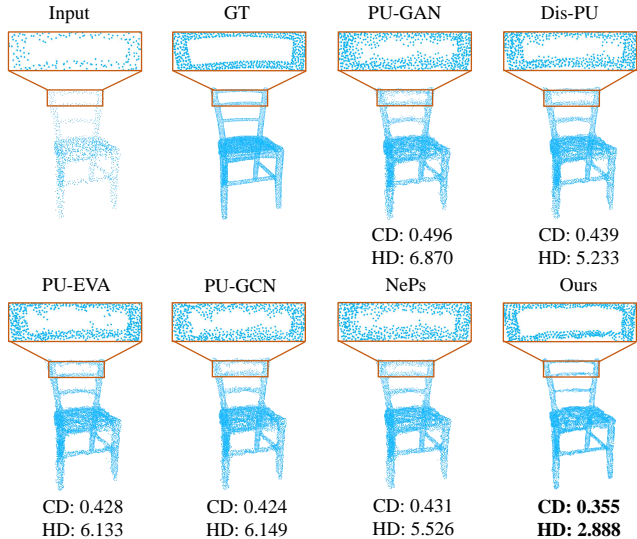 Input GT PU-GAN Dis-PU
CD: 0.496 CD: 0.439
HD: 6.870 HD: 5.233
PU-EVA PU-GCN NePs Ours
CD: 0.428 CD: 0.424 CD: 0.431 CD: 0.355
HD: 6.133 HD: 6.149 HD: 5.526 HD: 2.888